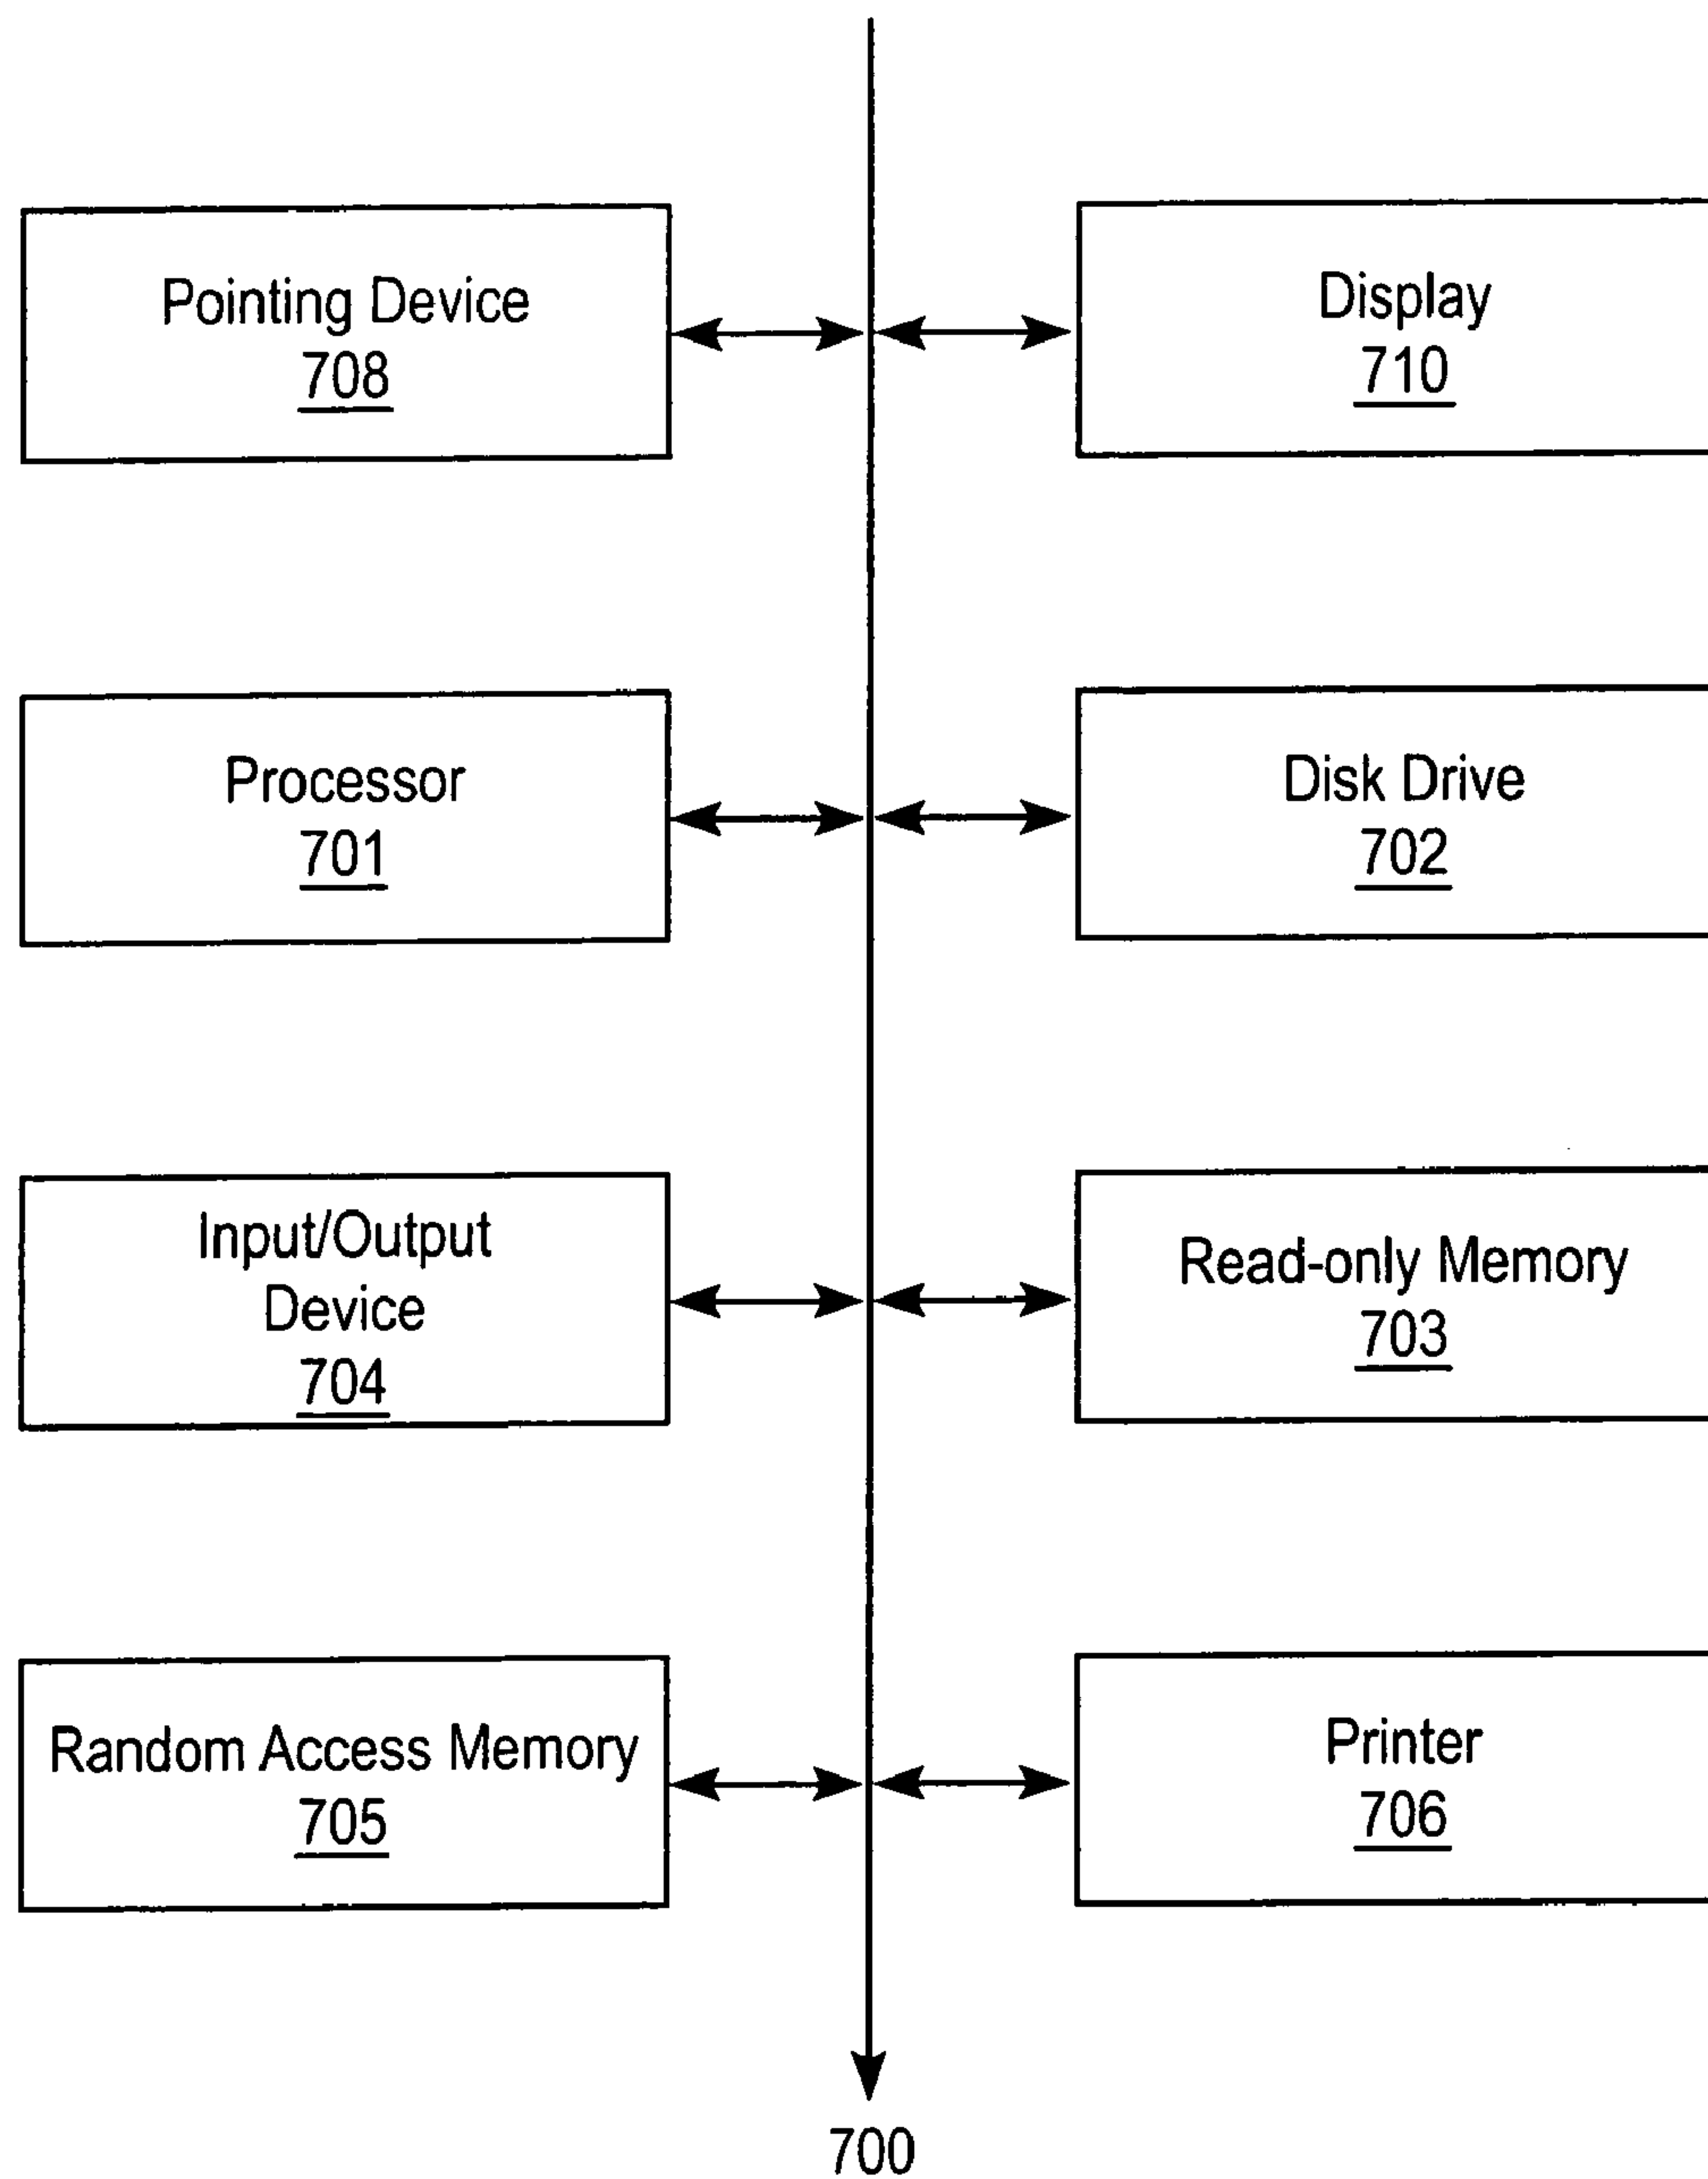 Pointing Device
708
Display
710
Processor
701
Disk Drive
702
Input/Output
Device
704
Read-only Memory
703
Random Access Memory
705
Printer
706
700